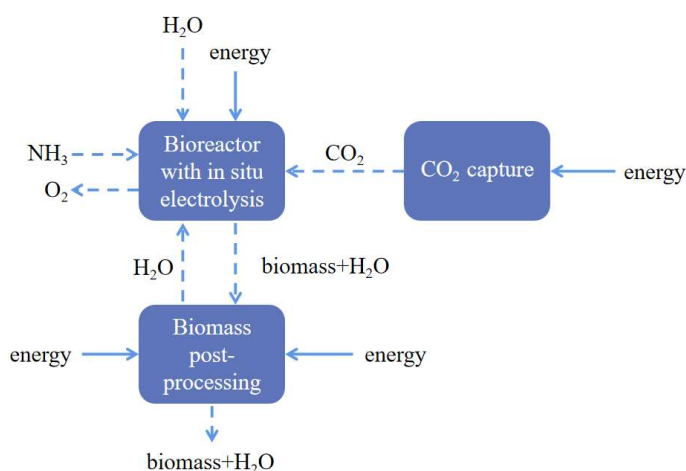 H₂O
energy
NH₃
O₂
Bioreactor
with in situ
electrolysis
CO₂
CO₂ capture
energy
H₂O
biomass+H₂O
energy
Biomass
post-
processing
energy
biomass+H₂O